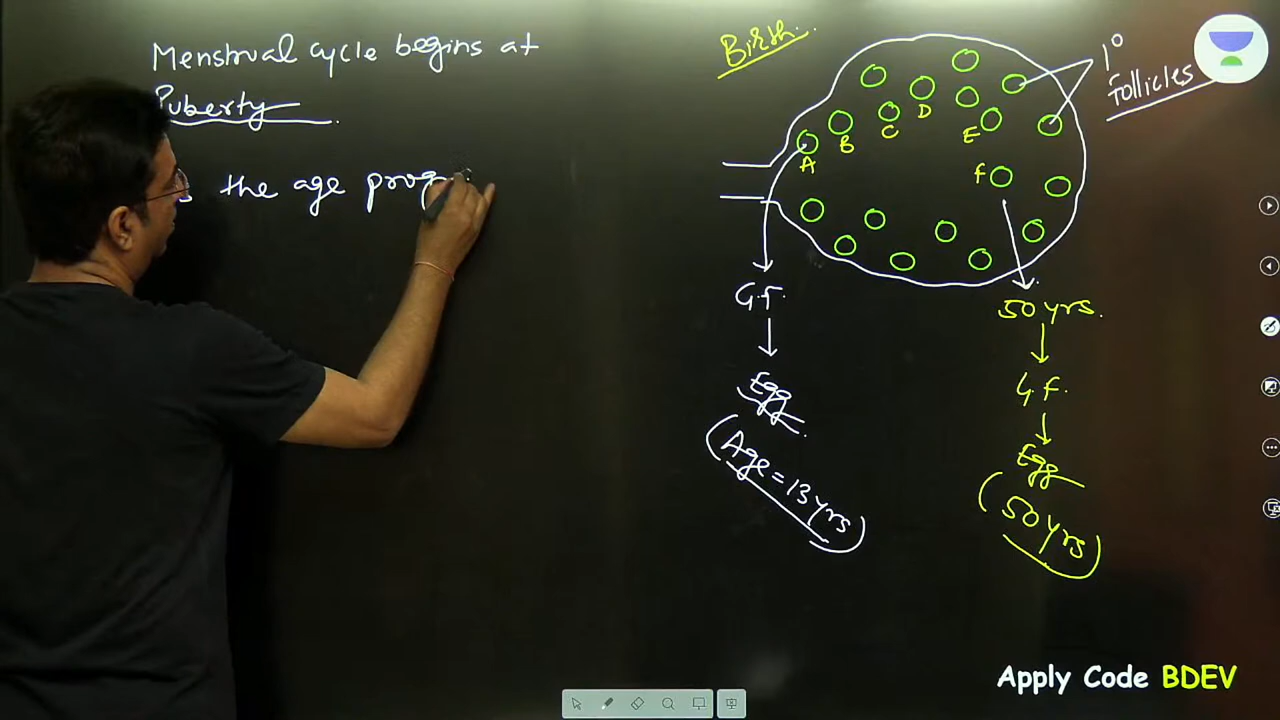 Menstrual cycle begins at
Puberty
the age prog
Birth.
1°
follicles
A
B
C
D
E
f
G.f.
Egg
(Age = 13 yrs)
50 yrs.
G.f.
Egg
(50 yrs)
Apply Code BDEV